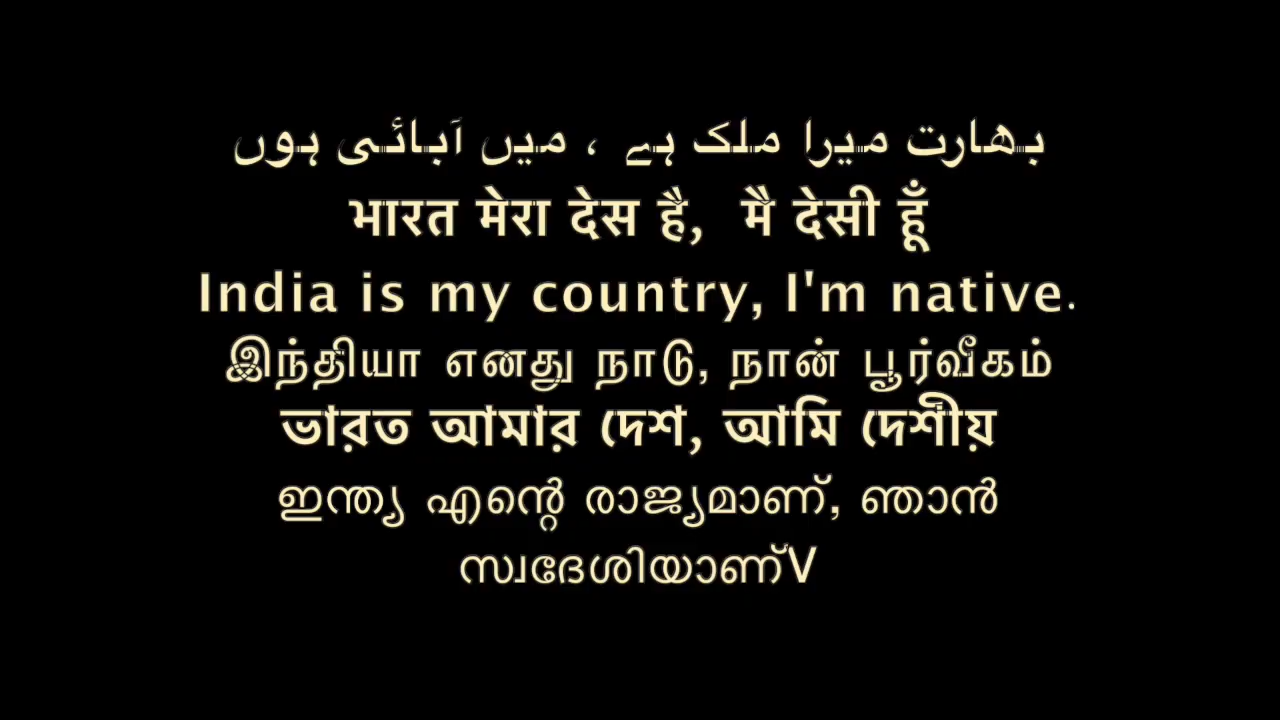 بھارت میرا ملک ہے ، میں آبائی ہوں
भारत मेरा देस है, मै देसी हूँ
India is my country, I'm native.
இந்தியா எனது நாடு, நான் பூர்வீகம்
ভারত আমার দেশ, আমি দেশীয়
ഇന്ത്യ എന്റെ രാജ്യമാണ്, ഞാൻ
സ്വദേശിയാണ്V